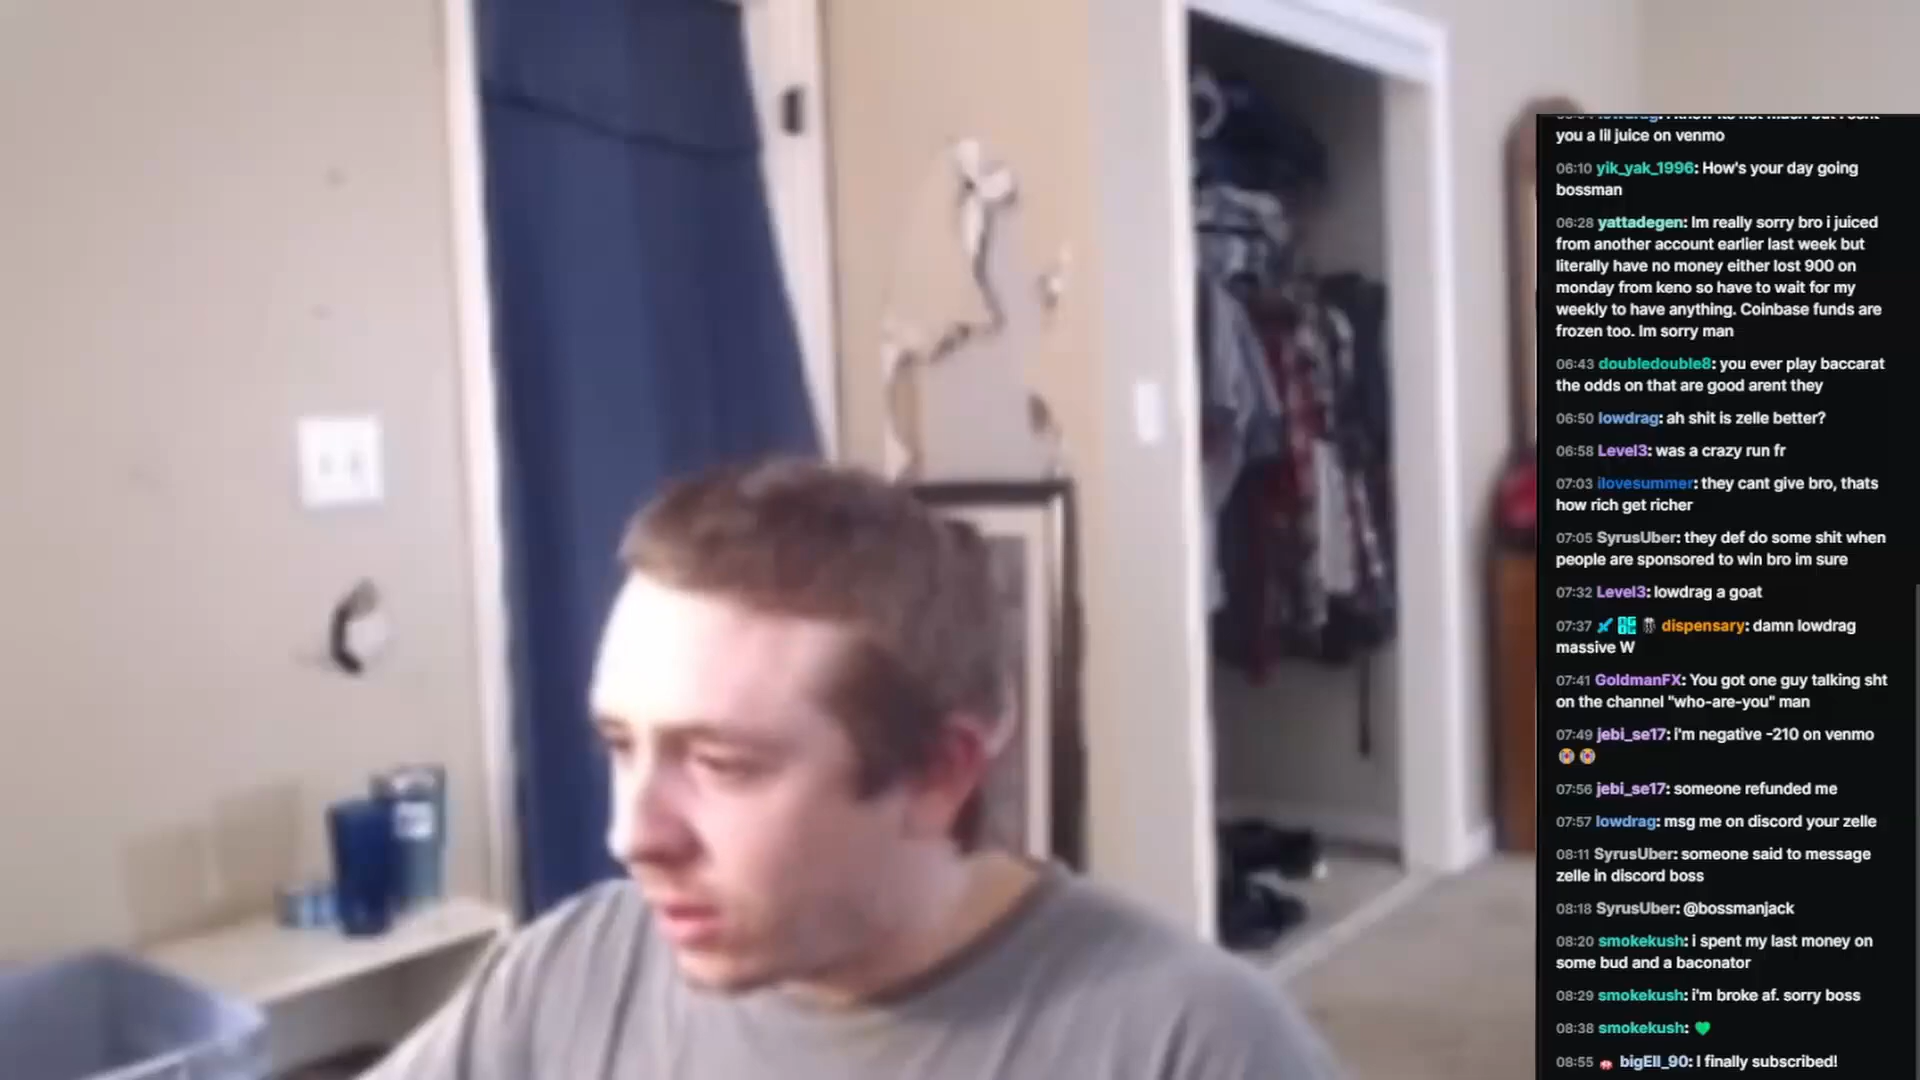 you a lil juice on venmo
06:10 yik_yak_1996: How's your day going
bossman
06:28 yattadegen: Im really sorry bro i juiced
from another account earlier last week but
literally have no money either lost 900 on
monday from keno so have to wait for my
weekly to have anything. Coinbase funds are
frozen too. Im sorry man
06:43 doubledouble8: you ever play baccarat
the odds on that are good arent they
06:50 lowdrag: ah shit is zelle better?
06:58 Level3: was a crazy run fr
07:03 ilovesummer: they cant give bro, thats
how rich get richer
07:05 SyrusUber: they def do some shit when
people are sponsored to win bro im sure
07:32 Level3: lowdrag a goat
07:37 dispensary: damn lowdrag
massive W
07:41 GoldmanFX: You got one guy talking sht
on the channel "who-are-you" man
07:49 jebi_se17: i'm negative -210 on venmo
07:56 jebi_se17: someone refunded me
07:57 lowdrag: msg me on discord your zelle
08:11 SyrusUber: someone said to message
zelle in discord boss
08:18 SyrusUber: @bossmanjack
08:20 smokekush: i spent my last money on
some bud and a baconator
08:29 smokekush: i'm broke af. sorry boss
08:38 smokekush:
08:55 bigEll_90: I finally subscribed!